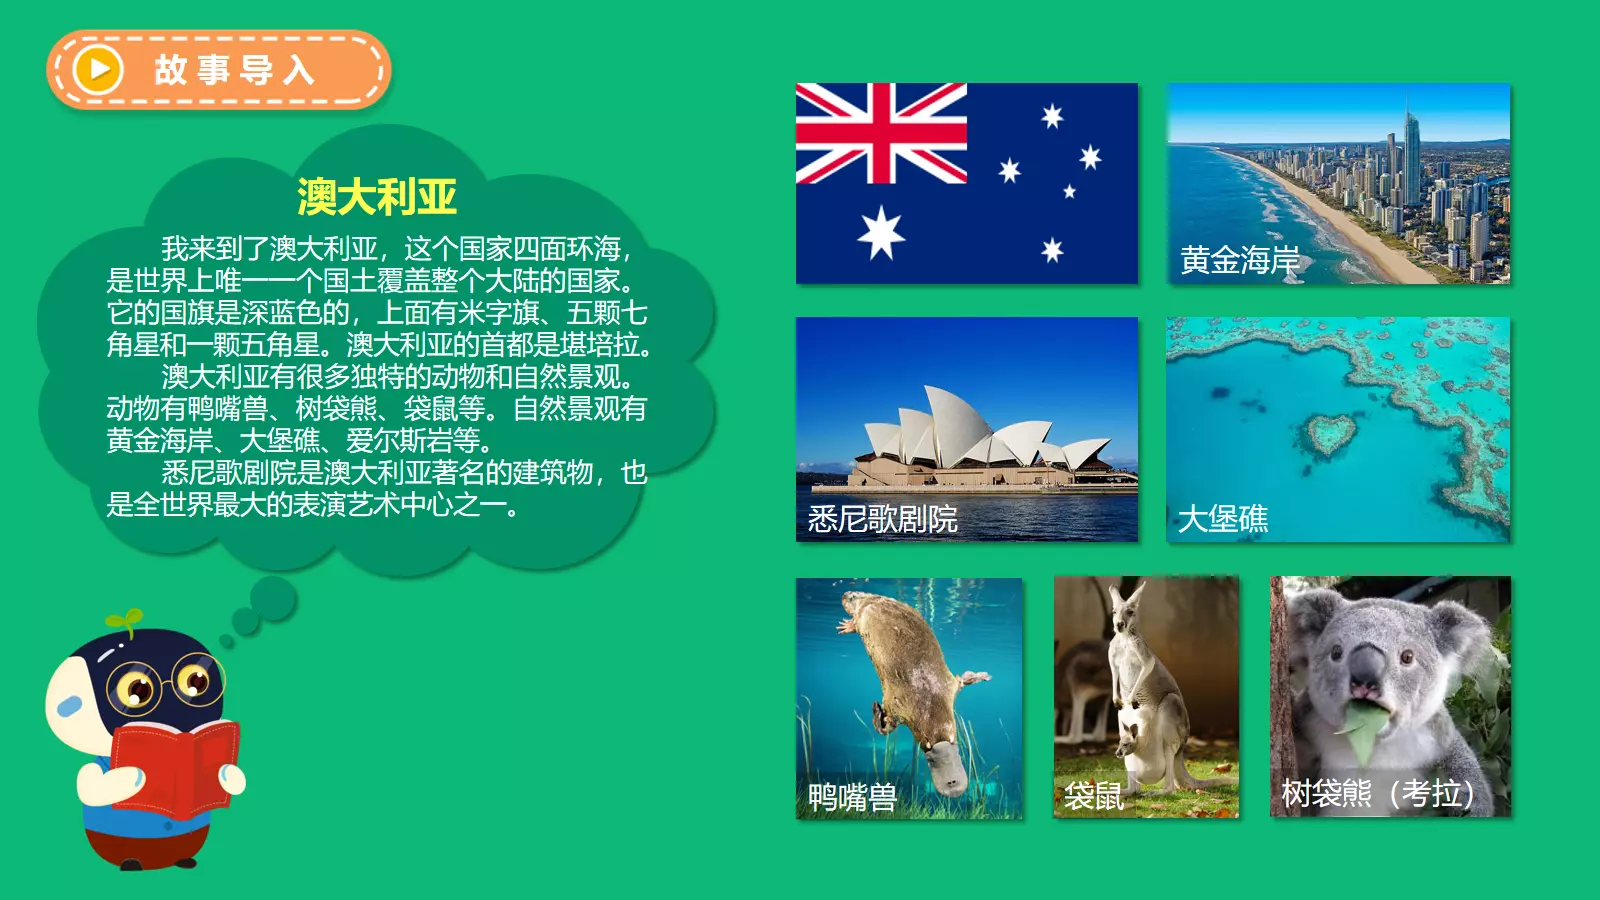 故事导入
澳大利亚
我来到了澳大利亚，这个国家四面环海，
是世界上唯一一个国土覆盖整个大陆的国家。
它的国旗是深蓝色的，上面有米字旗、五颗七
角星和一颗五角星。澳大利亚的首都是堪培拉。
澳大利亚有很多独特的动物和自然景观。
动物有鸭嘴兽、树袋熊、袋鼠等。自然景观有
黄金海岸、大堡礁、爱尔斯岩等。
悉尼歌剧院是澳大利亚著名的建筑物，也
是全世界最大的表演艺术中心之一。
黄金海岸
悉尼歌剧院
大堡礁
鸭嘴兽
袋鼠
树袋熊（考拉）